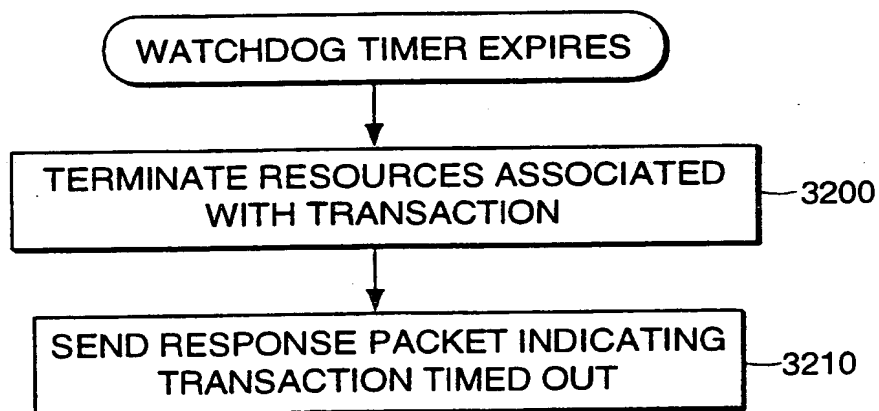 WATCHDOG TIMER EXPIRES
TERMINATE RESOURCES ASSOCIATED
WITH TRANSACTION
3200
SEND RESPONSE PACKET INDICATING
TRANSACTION TIMED OUT
3210